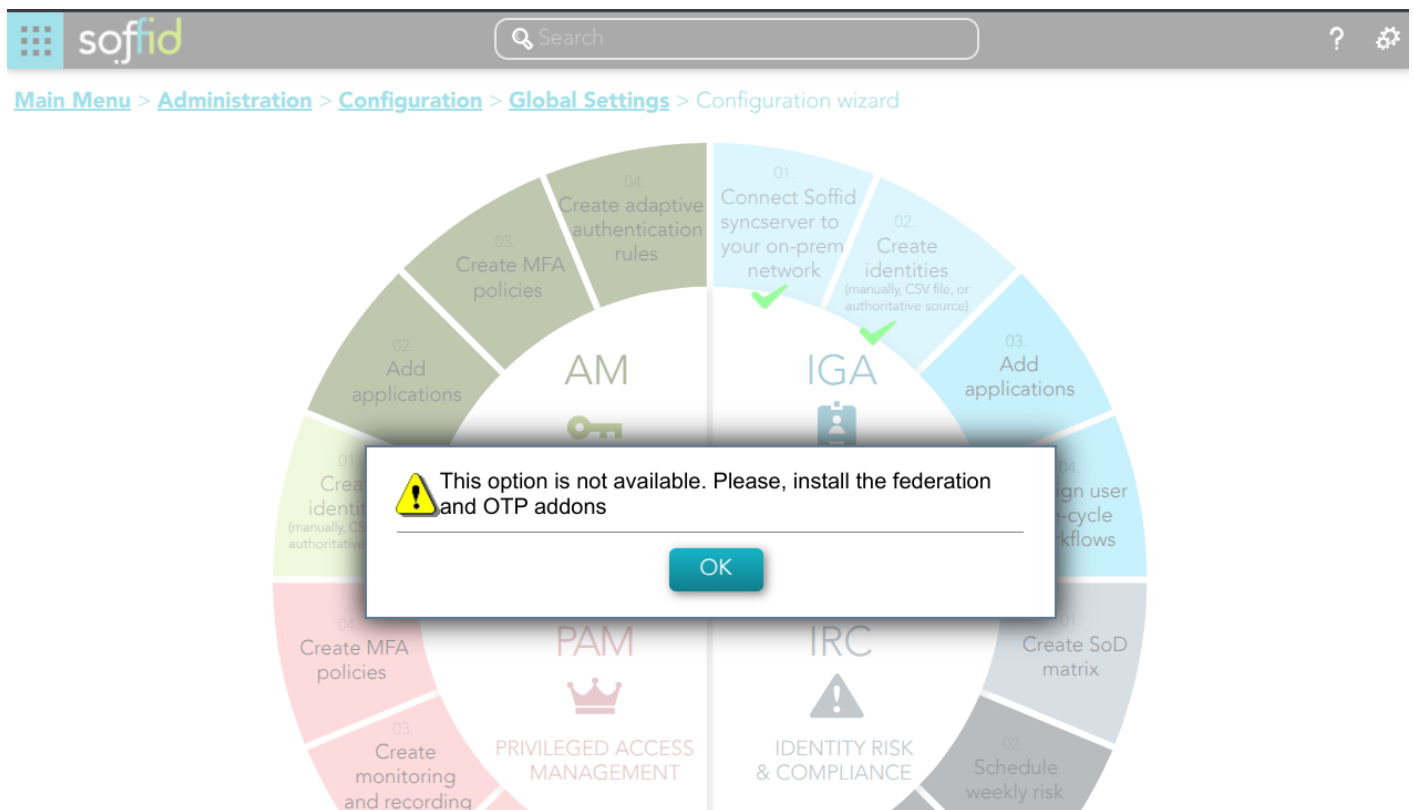 soffid
Search
?
Main Menu > Administration > Configuration > Global Settings > Configuration wizard
04.
Create adaptive
authentication
rules
03.
Create MFA
policies
02.
Add
applications
01.
Connect Soffid
syncserver to
your on-prem
network
02.
Create
identities
(manually, CSV file, or
authoritative source)
03.
Add
applications
AM
IGA
This option is not available. Please, install the federation
and OTP addons
OK
04.
user
workflows
04.
Create MFA
policies
03.
Create
monitoring
and recording
PAM
PRIVILEGED ACCESS
MANAGEMENT
IRC
IDENTITY RISK
& COMPLIANCE
01.
Create SoD
matrix
02.
Schedule
weekly risk